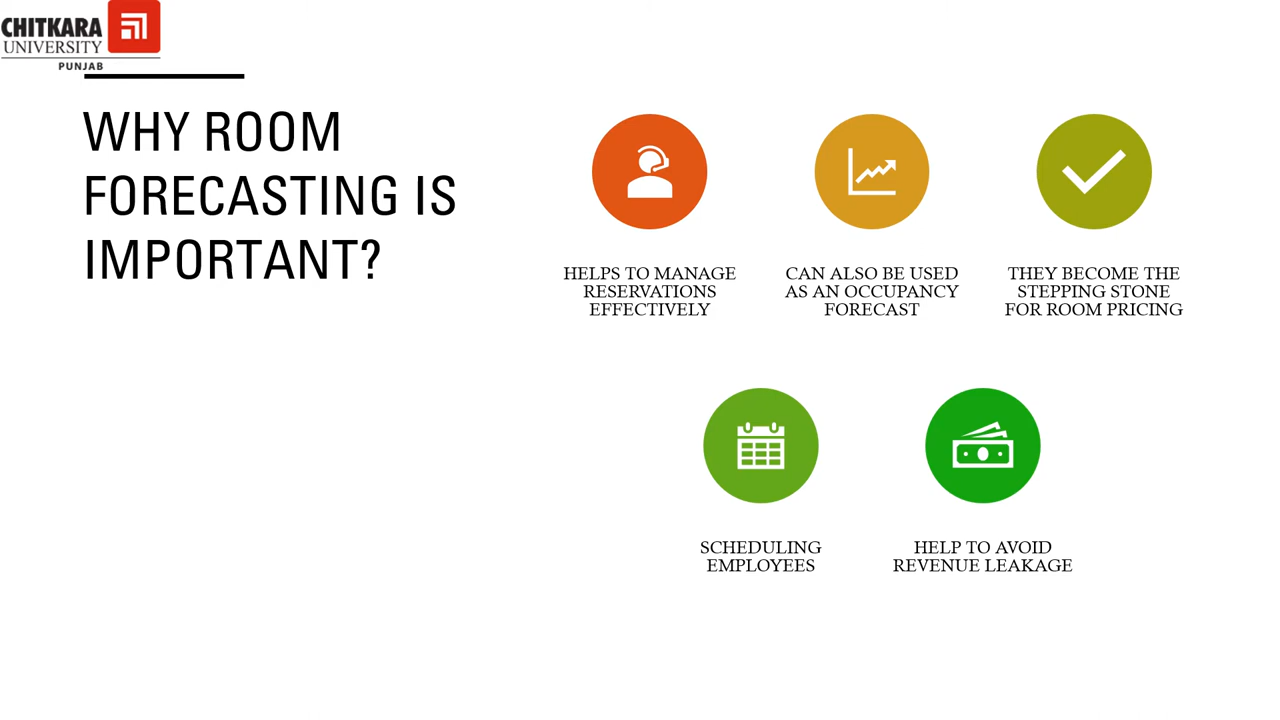 CHITKARA
UNIVERSITY
PUNJAB
WHY ROOM
FORECASTING IS
IMPORTANT?
HELPS TO MANAGE
RESERVATIONS
EFFECTIVELY
CAN ALSO BE USED
AS AN OCCUPANCY
FORECAST
THEY BECOME THE
STEPPING STONE
FOR ROOM PRICING
SCHEDULING
EMPLOYEES
HELP TO AVOID
REVENUE LEAKAGE